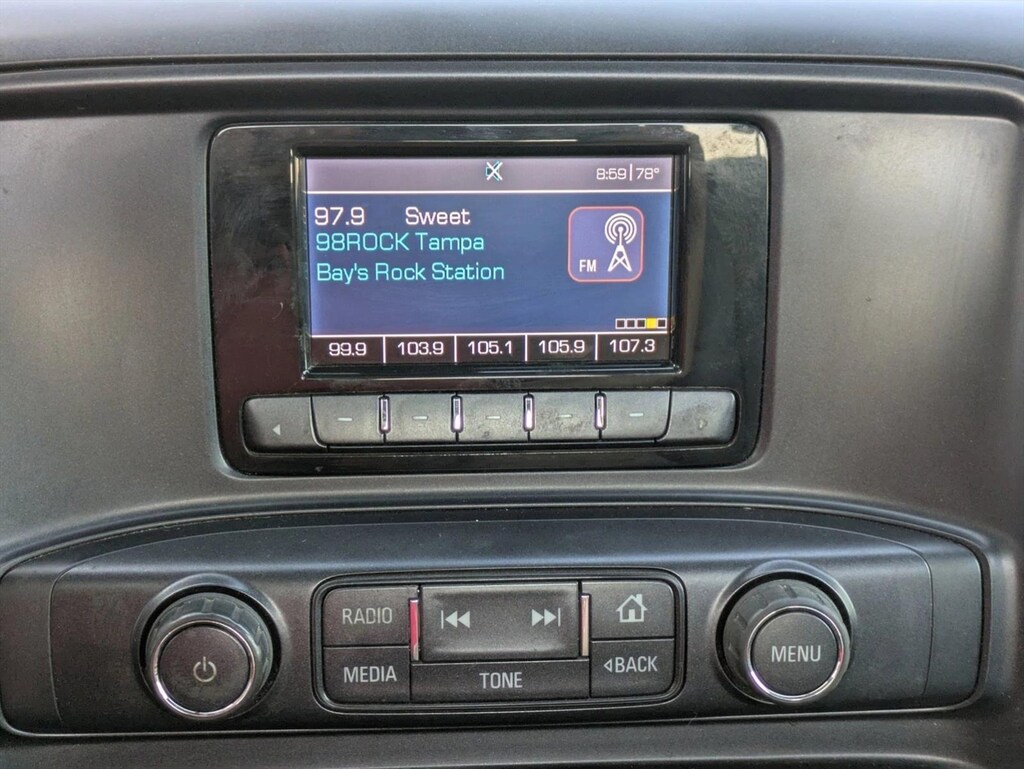 8:59 78°
97.9 Sweet
98ROCK Tampa
Bay's Rock Station
FM
99.9 103.9 105.1 105.9 107.3
RADIO
MEDIA
TONE
BACK
MENU